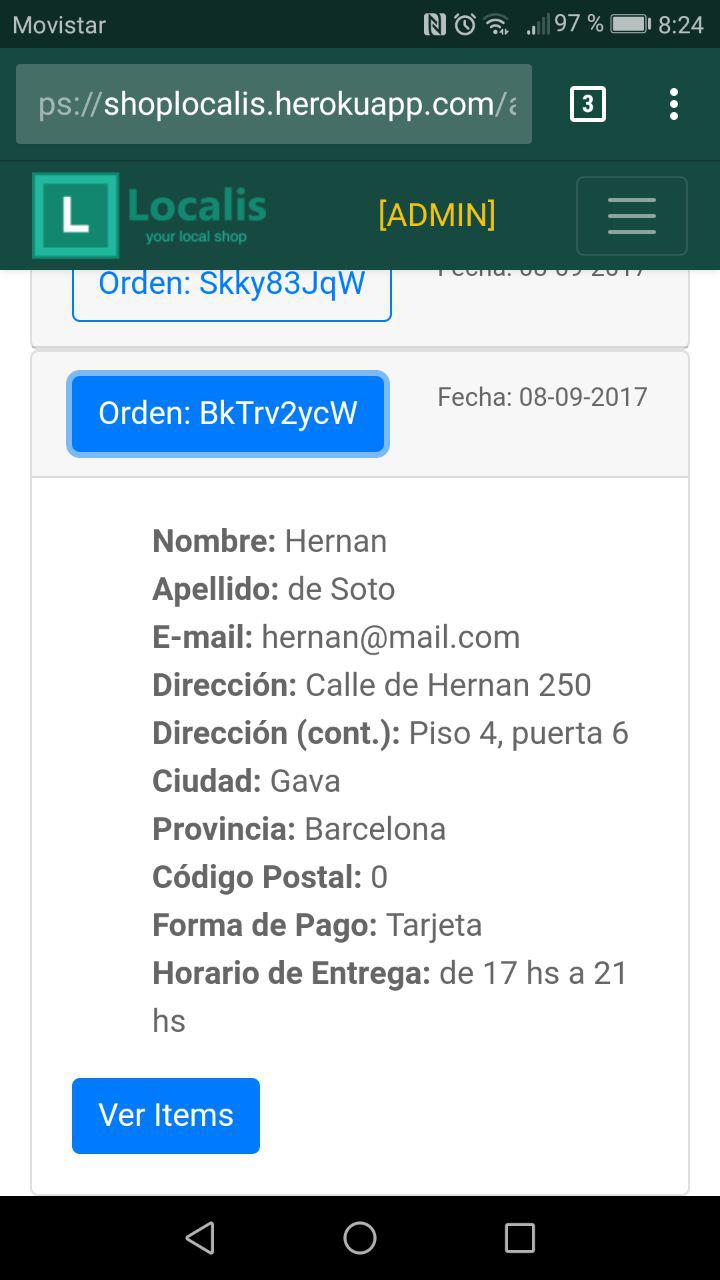 Movistar
97 %
8:24
ps://shoplocalis.herokuapp.com/a
3
L
Localis
your local shop
[ADMIN]
Orden: Skky83JqW
Fecha: 08-09-2017
Orden: BkTrv2ycW
Fecha: 08-09-2017
Nombre: Hernan
Apellido: de Soto
E-mail: hernan@mail.com
Dirección: Calle de Hernan 250
Dirección (cont.): Piso 4, puerta 6
Ciudad: Gava
Provincia: Barcelona
Código Postal: 0
Forma de Pago: Tarjeta
Horario de Entrega: de 17 hs a 21
hs
Ver Items